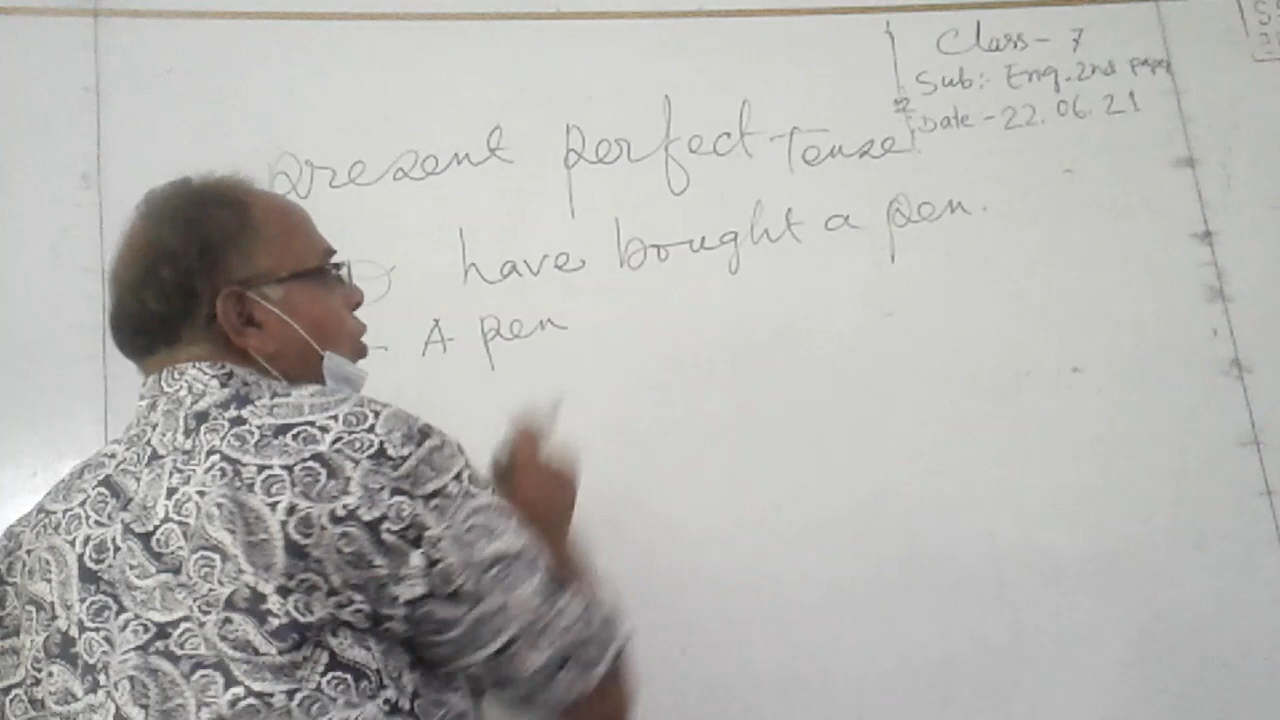 Class - 7
Sub: Eng. 2nd paper
Date - 22.06.21
present perfect Tense
have bought a pen.
- A pen